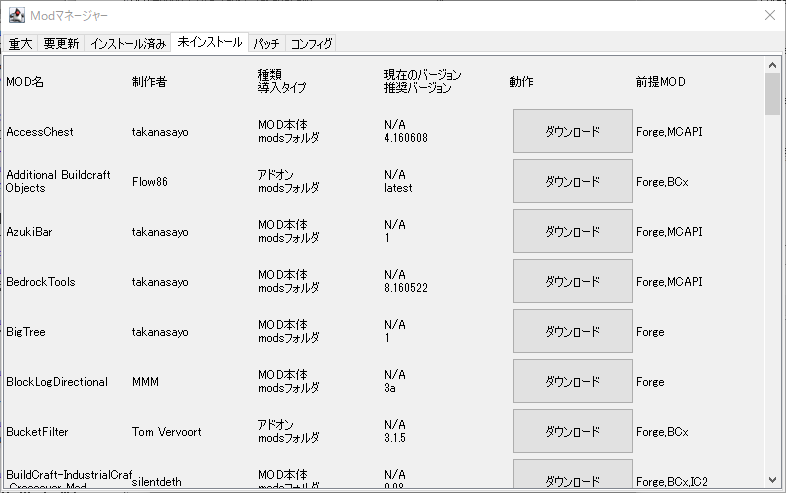 Modマネージャー
重大 要更新 インストール済み 未インストール パッチ コンフィグ
MOD名 制作者 種類 現在のバージョン 動作 前提MOD
導入タイプ 推奨バージョン
AccessChest takanasayo MOD本体 N/A ダウンロード Forge,MCAPI
modsフォルダ 4.160608
Additional Buildcraft Flow86 アドオン N/A ダウンロード Forge,BCx
Objects modsフォルダ latest
AzukiBar takanasayo MOD本体 N/A ダウンロード Forge,MCAPI
modsフォルダ 1
BedrockTools takanasayo MOD本体 N/A ダウンロード Forge,MCAPI
modsフォルダ 8.160522
BigTree takanasayo MOD本体 N/A ダウンロード Forge
modsフォルダ 1
BlockLogDirectional MMM MOD本体 N/A ダウンロード Forge
modsフォルダ 3a
BucketFilter Tom Vervoort アドオン N/A ダウンロード Forge,BCx
modsフォルダ 3.1.5
BuildCraft-IndustrialCraf silentdeth MOD本体 N/A ダウンロード Forge,BCx,IC2
modsフォルダ